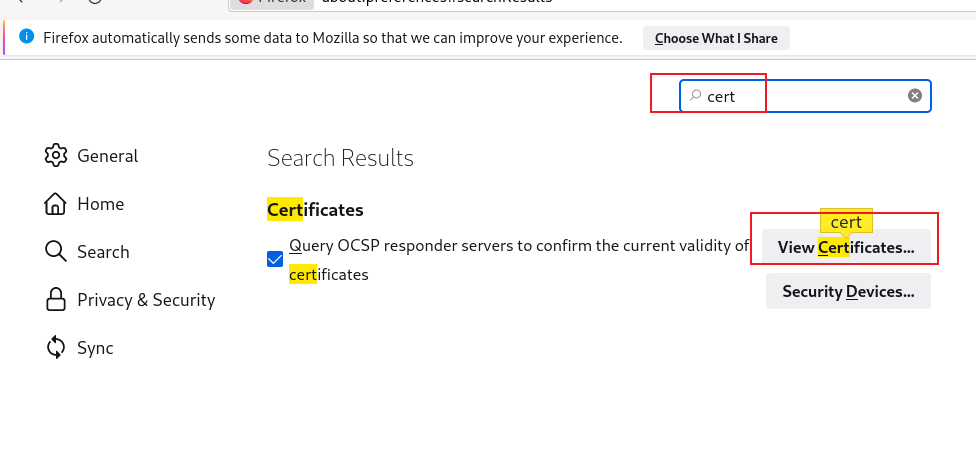 Firefox
about:preferences#searchResults
Firefox automatically sends some data to Mozilla so that we can improve your experience.
Choose What I Share
cert
General
Home
Search
Privacy & Security
Sync
Search Results
Certificates
Query OCSP responder servers to confirm the current validity of
certificates
cert
View Certificates...
Security Devices...